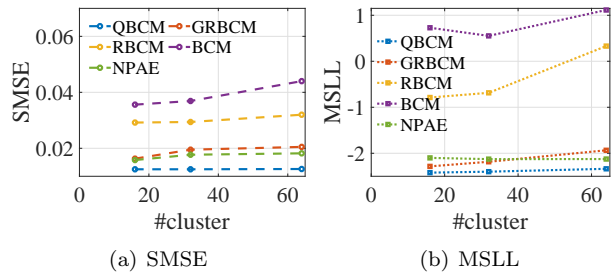 0.06
0.04
0.02
SMSE
QBCM GRBCM
RBCM BCM
NPAE
0 20 40 60
#cluster
(a) SMSE
1
0
-1
-2
MSLL
QBCM
GRBCM
RBCM
BCM
NPAE
0 20 40 60
#cluster
(b) MSLL